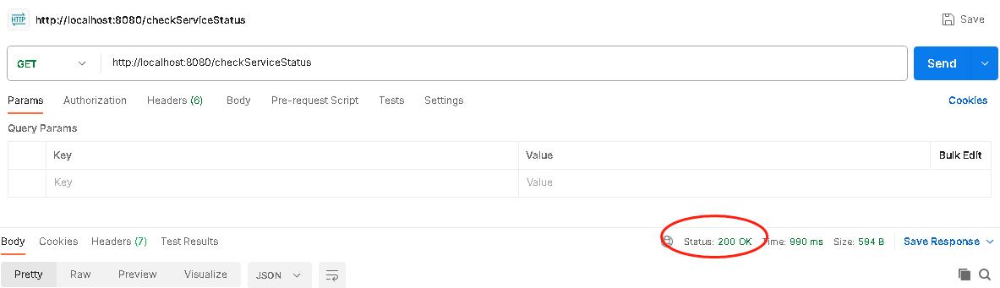 HTTP http://localhost:8080/checkServiceStatus Save
GET http://localhost:8080/checkServiceStatus Send
Params Authorization Headers (6) Body Pre-request Script Tests Settings Cookies
Query Params
Key Value Bulk Edit
Key Value
Body Cookies Headers (7) Test Results Status: 200 OK Time: 990 ms Size: 594 B Save Response
Pretty Raw Preview Visualize JSON